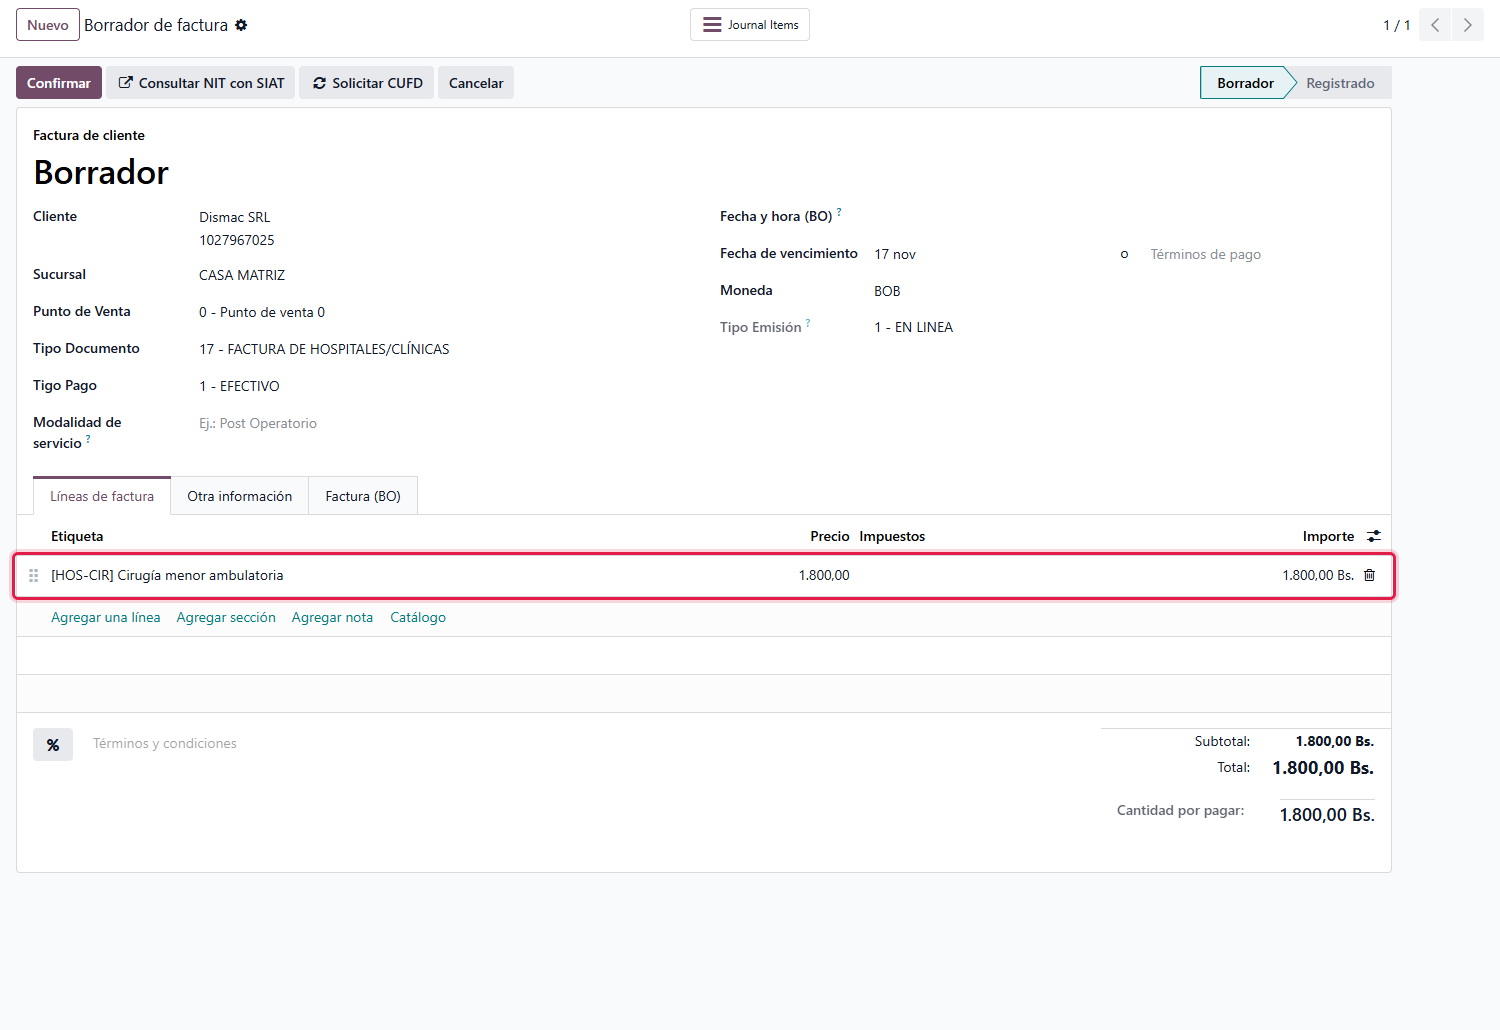 Nuevo Borrador de factura
Journal Items
1 / 1
Confirmar Consultar NIT con SIAT Solicitar CUFD Cancelar
Borrador Registrado
Factura de cliente
Borrador
Cliente Dismac SRL
1027967025
Sucursal CASA MATRIZ
Punto de Venta 0 - Punto de venta 0
Tipo Documento 17 - FACTURA DE HOSPITALES/CLÍNICAS
Tigo Pago 1 - EFECTIVO
Modalidad de
servicio ? Ej.: Post Operatorio
Fecha y hora (BO) ?
Fecha de vencimiento 17 nov o Términos de pago
Moneda BOB
Tipo Emisión ? 1 - EN LINEA
Líneas de factura Otra información Factura (BO)
Etiqueta Precio Impuestos Importe
[HOS-CIR] Cirugía menor ambulatoria 1.800,00 1.800,00 Bs.
Agregar una línea Agregar sección Agregar nota Catálogo
% Términos y condiciones
Subtotal: 1.800,00 Bs.
Total: 1.800,00 Bs.
Cantidad por pagar: 1.800,00 Bs.